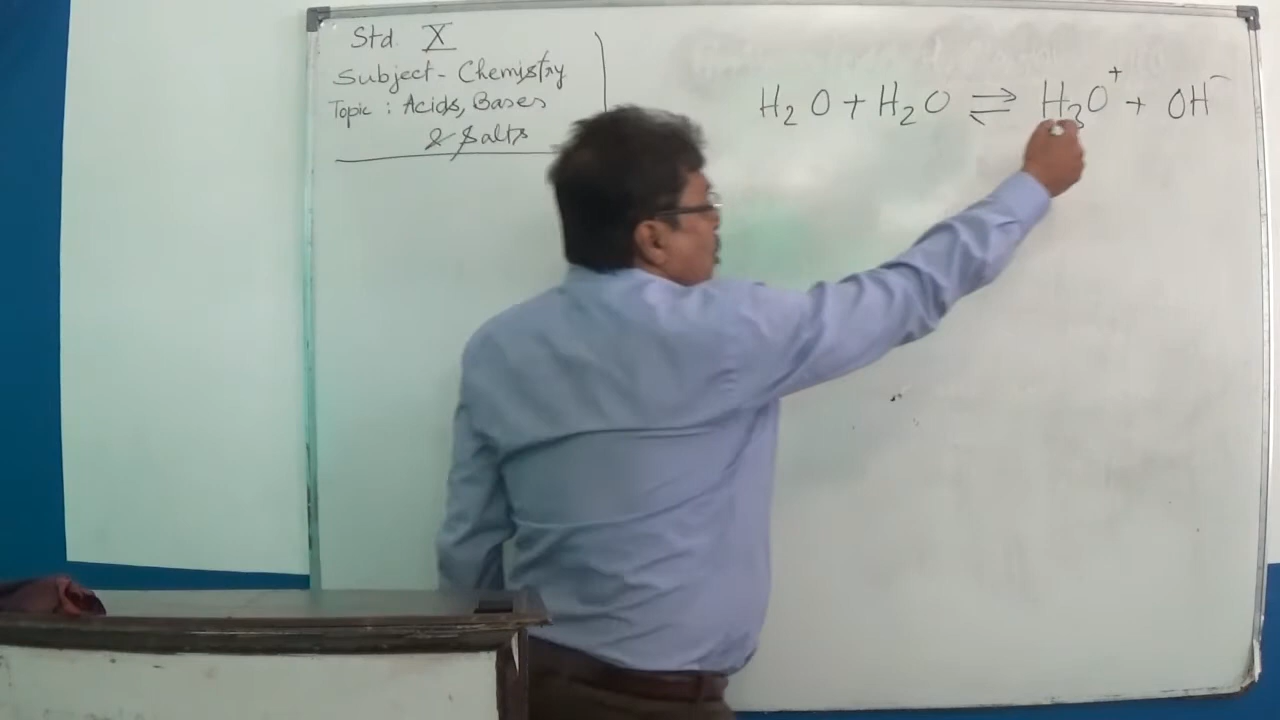 Std. X
Subject - Chemistry
Topic : Acids, Bases
& Salts
H₂O + H₂O ⇌ H₃O⁺ + OH⁻